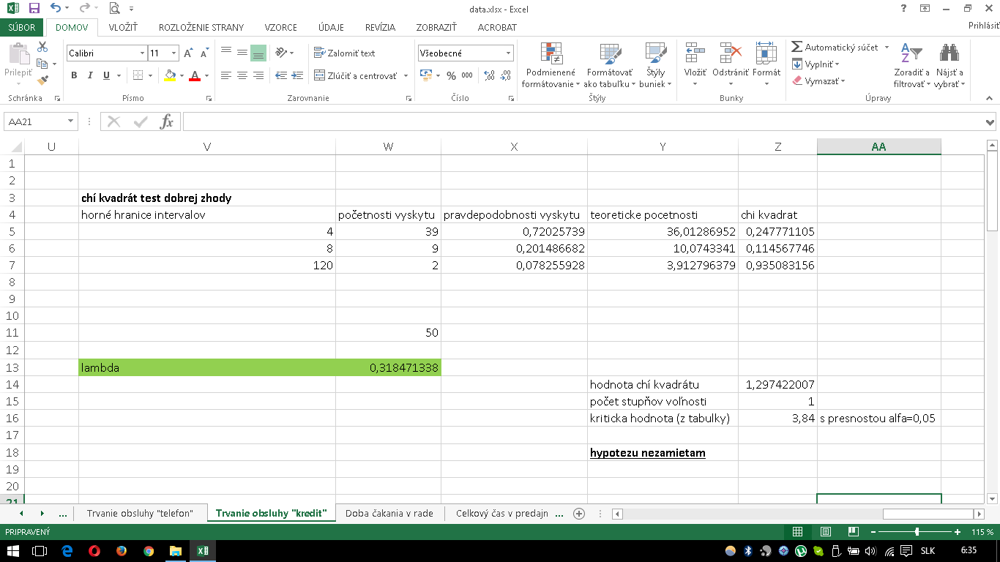 data.xlsx - Excel
SÚBOR DOMOV VLOŽIŤ ROZLOŽENIE STRANY VZORCE ÚDAJE REVÍZIA ZOBRAZIŤ ACROBAT Prihlásiť
Prilepiť
Calibri 11
B I U A
Zalomiť text
Zlúčiť a centrovať
Všeobecné
% 000
Podmienené formátovanie
Formátovať ako tabuľku
Štýly buniek
Vložiť Odstrániť Formát
Automatický súčet
Vyplniť
Vymazať
Zoradiť a filtrovať
Nájsť a vybrať
Schránka Písmo Zarovnanie Číslo Štýly Bunky Úpravy
AA21 fx
U V W X Y Z AA
1
2
3 chí kvadrát test dobrej zhody
4 horné hranice intervalov početnosti vyskytu pravdepodobnosti vyskytu teoreticke pocetnosti chi kvadrat
5 4 39 0,72025739 36,01286952 0,247771105
6 8 9 0,201486682 10,0743341 0,114567746
7 120 2 0,078255928 3,912796379 0,935083156
8
9
10
11 50
12
13 lambda 0,318471338
14 hodnota chí kvadrátu 1,297422007
15 počet stupňov voľnosti 1
16 kriticka hodnota (z tabulky) 3,84 s presnostou alfa=0,05
17
18 hypotezu nezamietam
19
20
21
... Trvanie obsluhy "telefon" Trvanie obsluhy "kredit" Doba čakania v rade Celkový čas v predajn ...
PRIPRAVENÝ 115 %
SLK 6:35